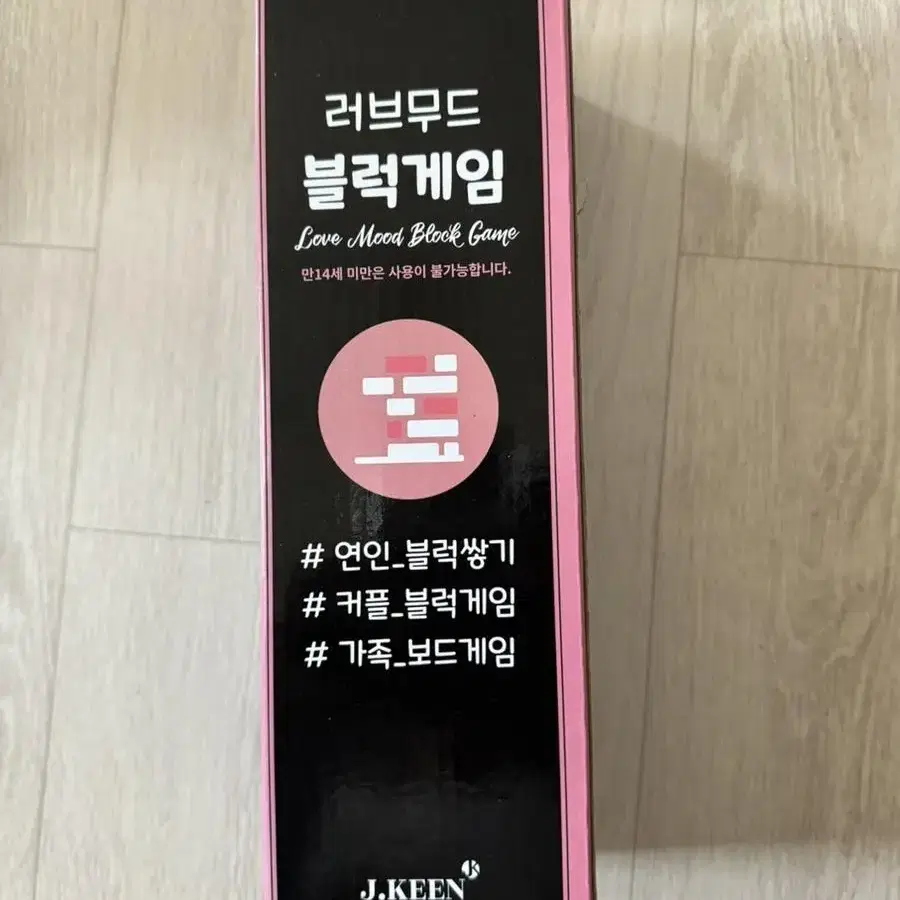 러브무드
블럭게임
Love Mood Block Game
만14세 미만은 사용이 불가능합니다.
# 연인_블럭쌓기
# 커플_블럭게임
# 가족_보드게임
J.KEEN K